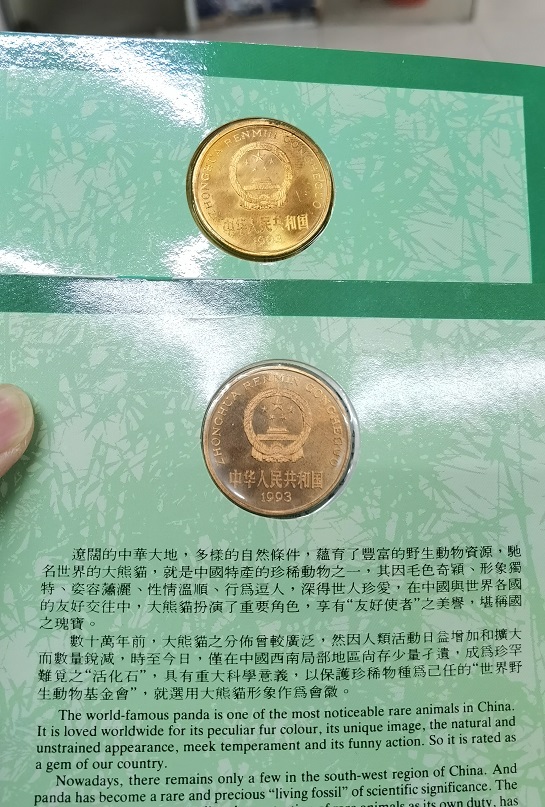 ZHONGHUA RENMIN GONGHEGUO
中华人民共和国
1993
ZHONGHUA RENMIN GONGHEGUO
中华人民共和国
1993
遼闊的中華大地，多樣的自然條件，蘊育了豐富的野生動物資源，馳
名世界的大熊貓，就是中國特產的珍稀動物之一，其因毛色奇穎、形象獨
特、姿容瀟灑、性情溫順、行爲逗人，深得世人珍愛，在中國與世界各國
的友好交往中，大熊貓扮演了重要角色，享有“友好使者”之美譽，堪稱國
之瑰寶。
數十萬年前，大熊貓之分佈曾較廣泛，然因人類活動日益增加和擴大
而數量銳減，時至今日，僅在中國西南局部地區尚存少量孑遺，成爲珍罕
難覓之“活化石”，具有重大科學意義，以保護珍稀物種爲己任的“世界野
生動物基金會”，就選用大熊貓形象作爲會徽。
The world-famous panda is one of the most noticeable rare animals in China.
It is loved worldwide for its peculiar fur colour, its unique image, the natural and
unstrained appearance, meek temperament and its funny action. So it is rated as
a gem of our country.
Nowadays, there remains only a few in the south-west region of China. And
panda has become a rare and precious “living fossil” of scientific significance. The
of rare animals as its own duty, has